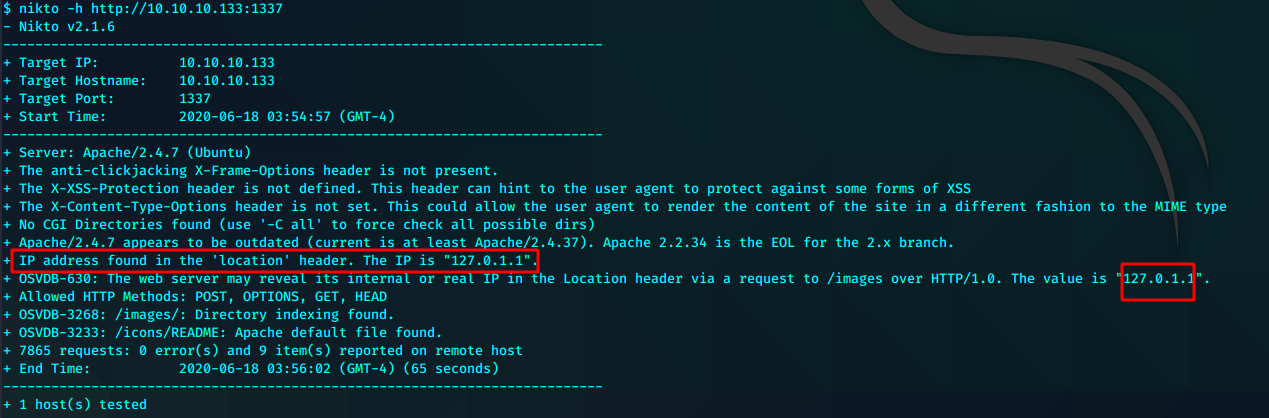 $ nikto -h http://10.10.10.133:1337
- Nikto v2.1.6
---------------------------------------------------------------------------
+ Target IP:          10.10.10.133
+ Target Hostname:    10.10.10.133
+ Target Port:        1337
+ Start Time:         2020-06-18 03:54:57 (GMT-4)
---------------------------------------------------------------------------
+ Server: Apache/2.4.7 (Ubuntu)
+ The anti-clickjacking X-Frame-Options header is not present.
+ The X-XSS-Protection header is not defined. This header can hint to the user agent to protect against some forms of XSS
+ The X-Content-Type-Options header is not set. This could allow the user agent to render the content of the site in a different fashion to the MIME type
+ No CGI Directories found (use '-C all' to force check all possible dirs)
+ Apache/2.4.7 appears to be outdated (current is at least Apache/2.4.37). Apache 2.2.34 is the EOL for the 2.x branch.
+ IP address found in the 'location' header. The IP is "127.0.1.1".
+ OSVDB-630: The web server may reveal its internal or real IP in the Location header via a request to /images over HTTP/1.0. The value is "127.0.1.1".
+ Allowed HTTP Methods: POST, OPTIONS, GET, HEAD
+ OSVDB-3268: /images/: Directory indexing found.
+ OSVDB-3233: /icons/README: Apache default file found.
+ 7865 requests: 0 error(s) and 9 item(s) reported on remote host
+ End Time:           2020-06-18 03:56:02 (GMT-4) (65 seconds)
---------------------------------------------------------------------------
+ 1 host(s) tested